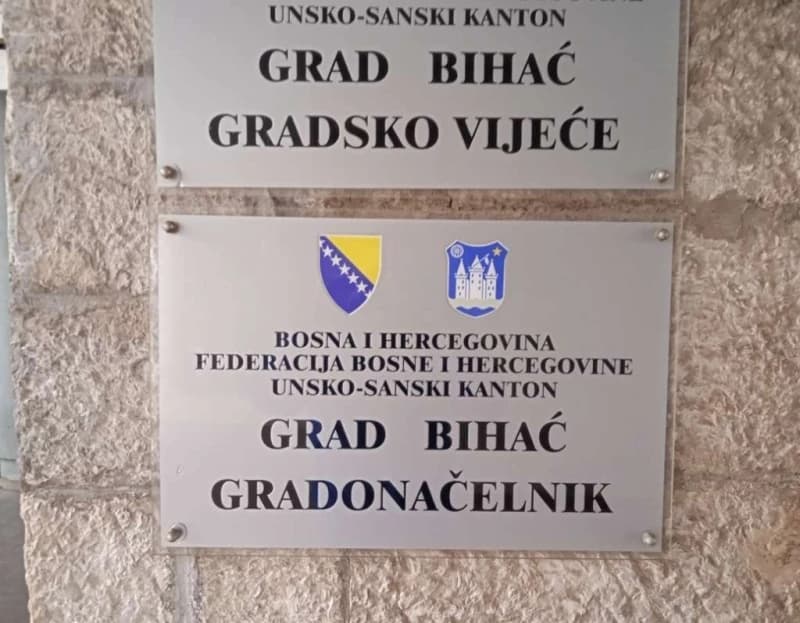 UNSKO-SANSKI KANTON
GRAD BIHAĆ
GRADSKO VIJEĆE
BOSNA I HERCEGOVINA
FEDERACIJA BOSNE I HERCEGOVINE
UNSKO-SANSKI KANTON
GRAD BIHAĆ
GRADONAČELNIK